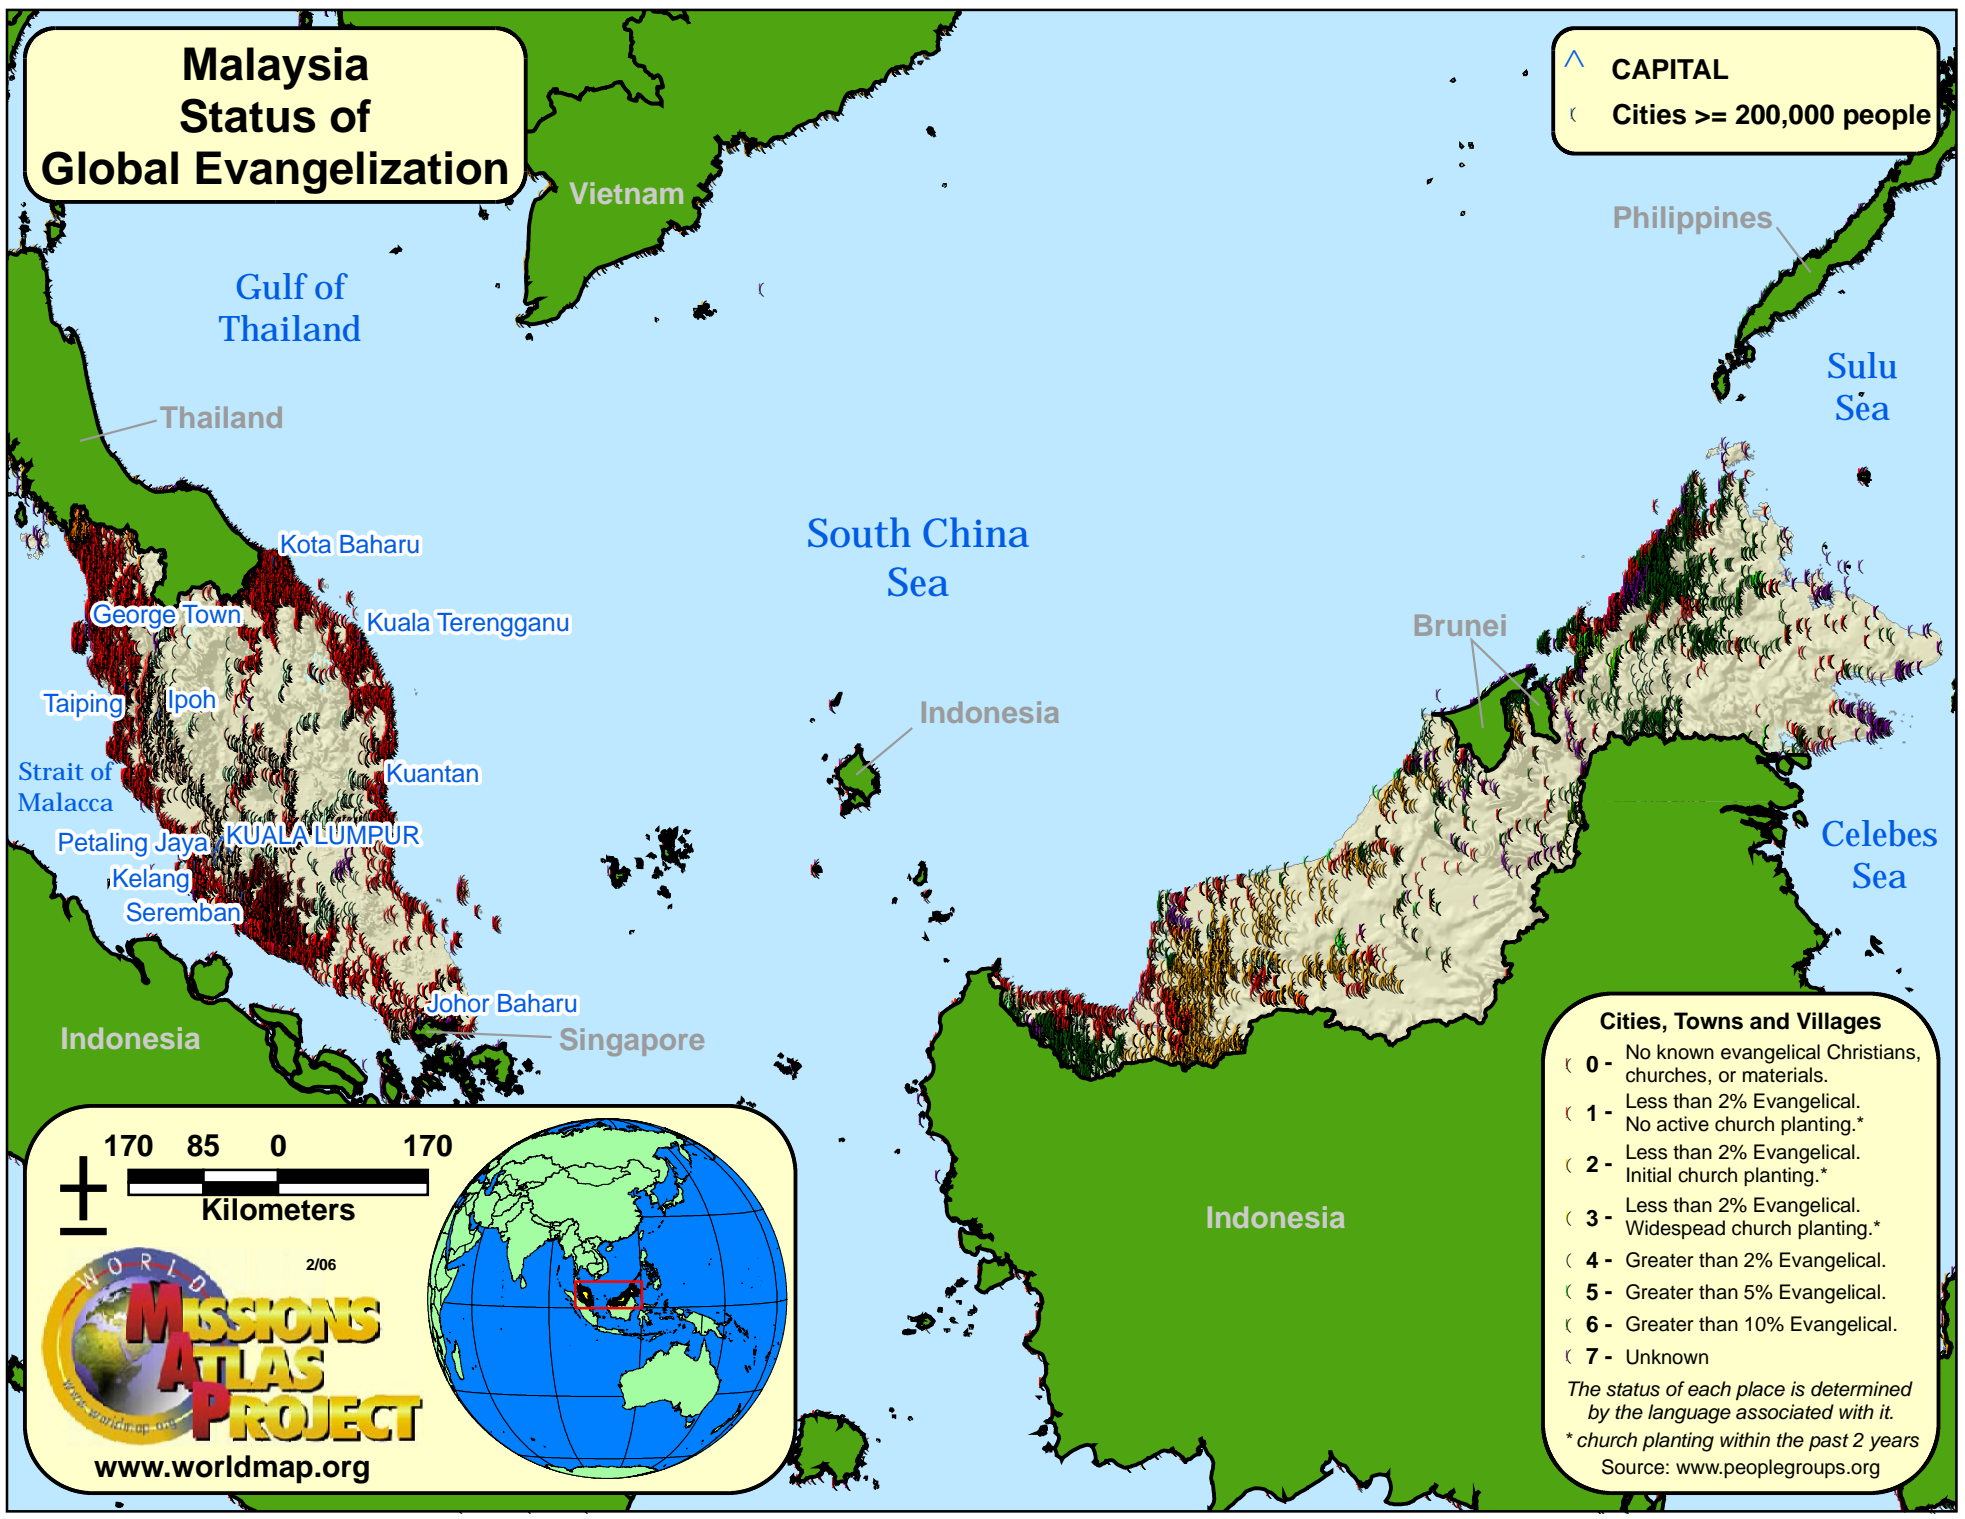 Malaysia
Status of
Global Evangelization
CAPITAL
Cities >= 200,000 people
Vietnam
Philippines
Gulf of
Thailand
Sulu
Sea
Thailand
South China
Sea
Kota Baharu
George Town
Kuala Terengganu
Brunei
Taiping
Ipoh
Indonesia
Strait of
Malacca
Kuantan
Petaling Jaya
KUALA LUMPUR
Celebes
Sea
Kelang
Seremban
Johor Baharu
Indonesia
Singapore
Indonesia
170 85 0 170
Kilometers
2/06
WORLD
MISSIONS
ATLAS
PROJECT
www.worldmap.org
www.worldmap.org
Cities, Towns and Villages
0 - No known evangelical Christians,
churches, or materials.
1 - Less than 2% Evangelical.
No active church planting.*
2 - Less than 2% Evangelical.
Initial church planting.*
3 - Less than 2% Evangelical.
Widespead church planting.*
4 - Greater than 2% Evangelical.
5 - Greater than 5% Evangelical.
6 - Greater than 10% Evangelical.
7 - Unknown
The status of each place is determined
by the language associated with it.
* church planting within the past 2 years
Source: www.peoplegroups.org